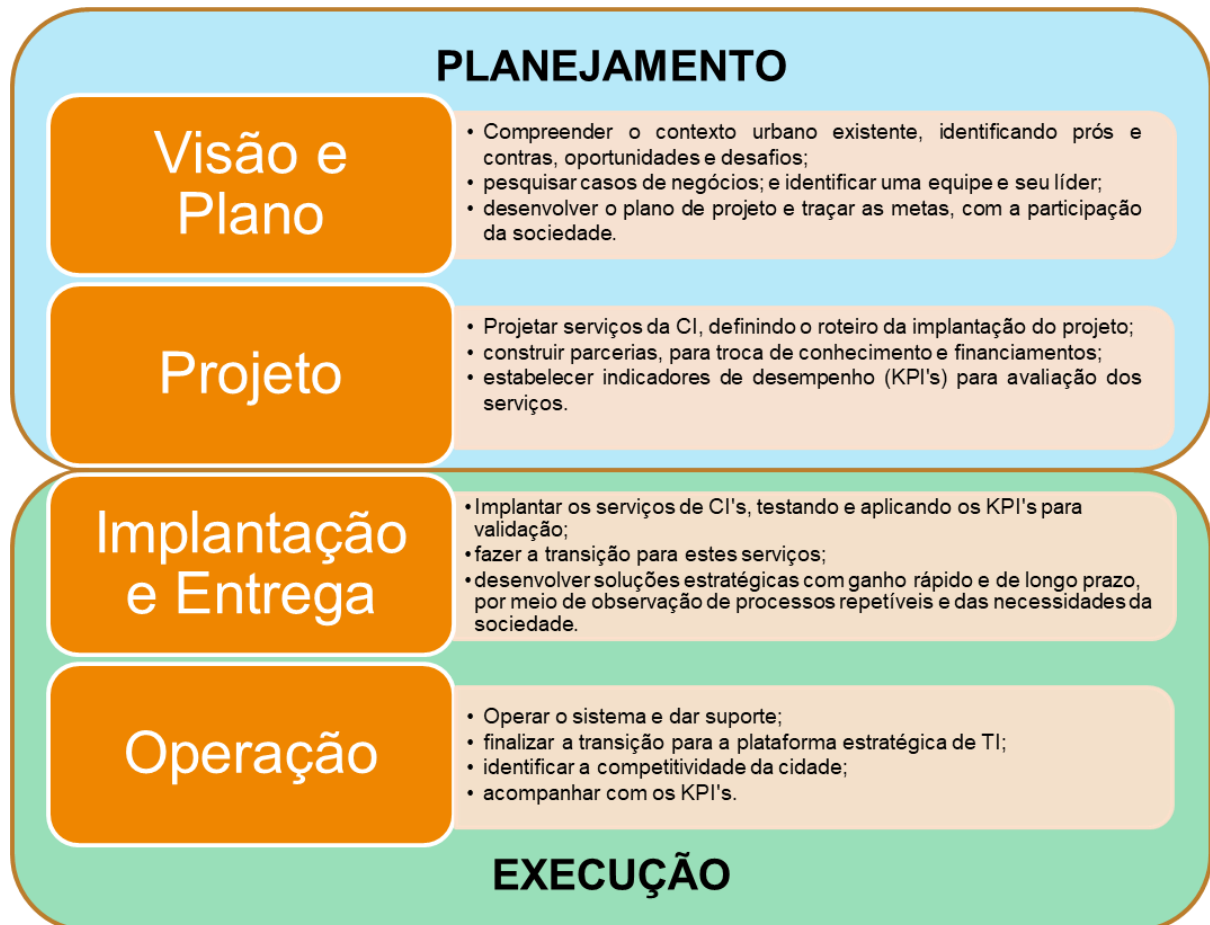 PLANEJAMENTO
Visão e
Plano
• Compreender o contexto urbano existente, identificando prós e
contras, oportunidades e desafios;
• pesquisar casos de negócios; e identificar uma equipe e seu líder;
• desenvolver o plano de projeto e traçar as metas, com a participação
da sociedade.
Projeto
• Projetar serviços da CI, definindo o roteiro da implantação do projeto;
• construir parcerias, para troca de conhecimento e financiamentos;
• estabelecer indicadores de desempenho (KPI's) para avaliação dos
serviços.
Implantação
e Entrega
• Implantar os serviços de CI's, testando e aplicando os KPI's para
validação;
• fazer a transição para estes serviços;
• desenvolver soluções estratégicas com ganho rápido e de longo prazo,
por meio de observação de processos repetíveis e das necessidades da
sociedade.
Operação
• Operar o sistema e dar suporte;
• finalizar a transição para a plataforma estratégica de TI;
• identificar a competitividade da cidade;
• acompanhar com os KPI's.
EXECUÇÃO